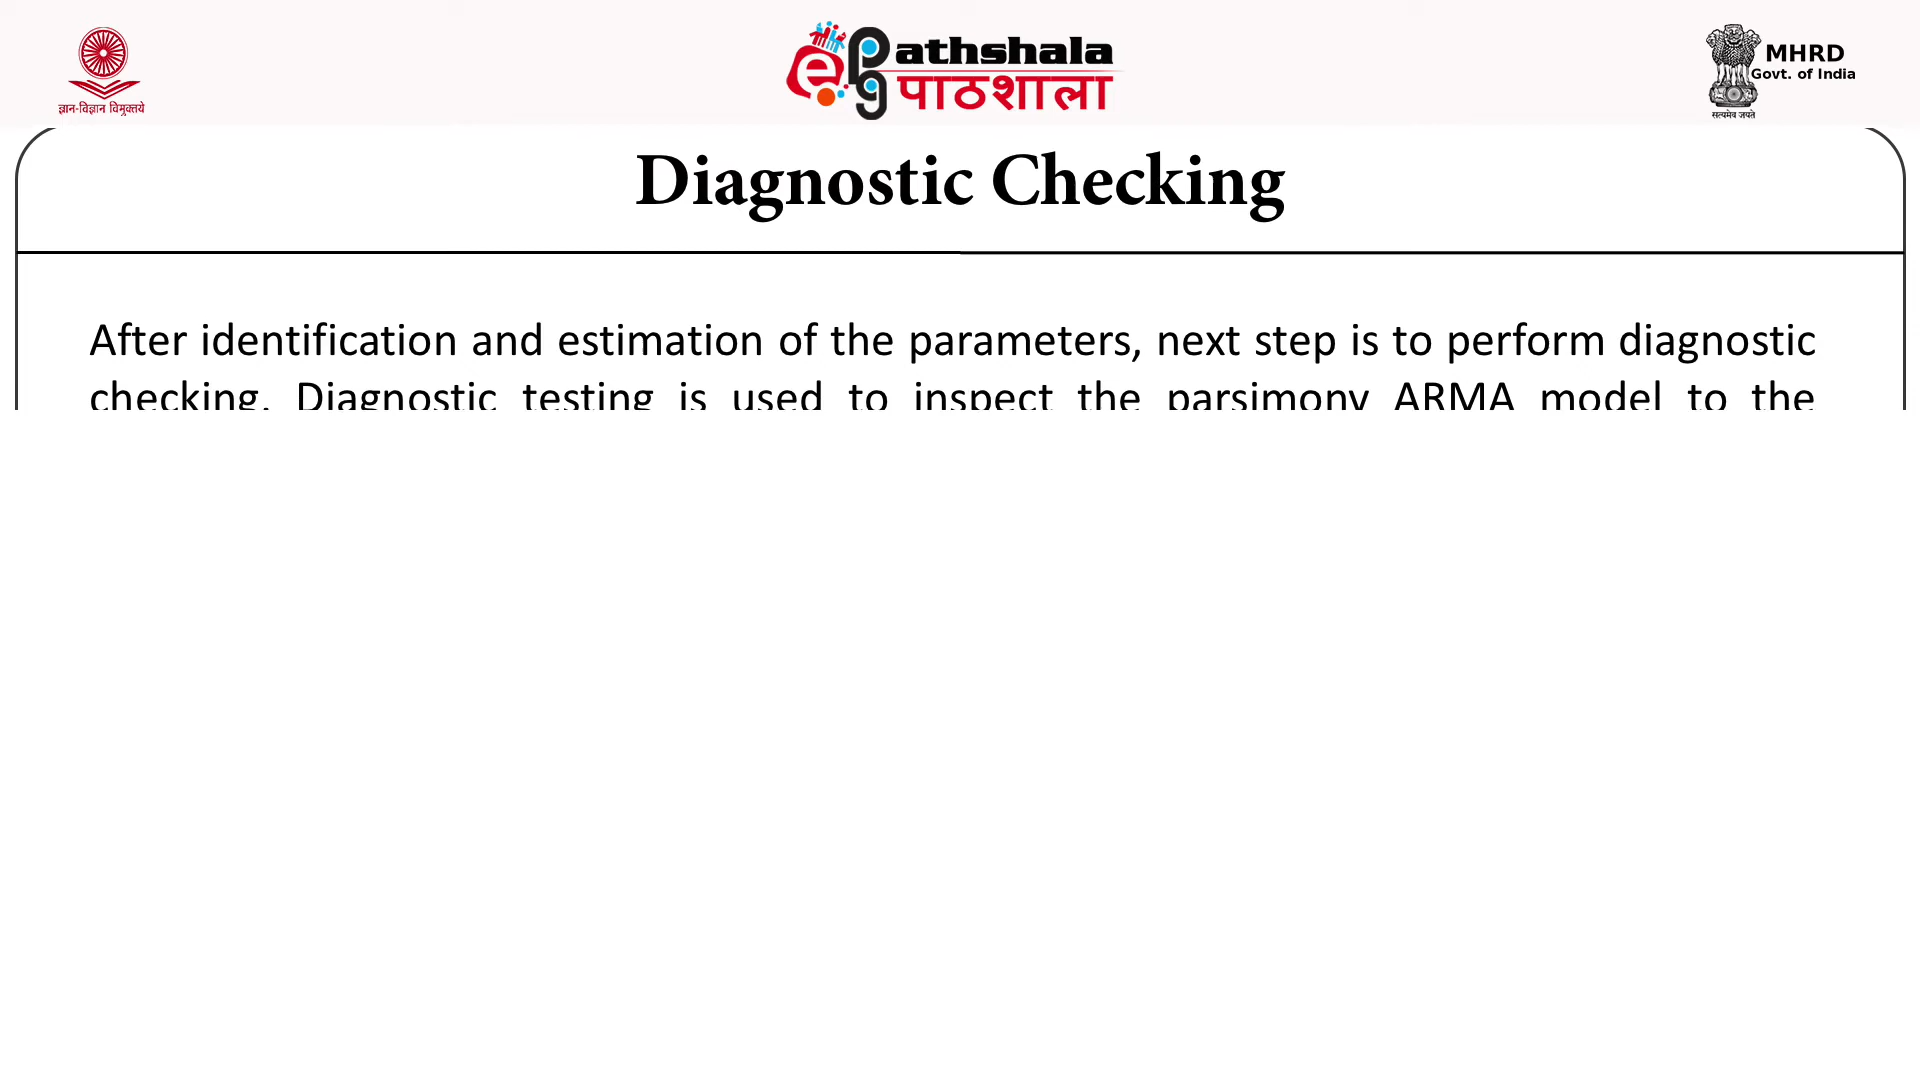 ज्ञान-विज्ञान विमुक्तये
e pg athshala
पाठशाला
MHRD
Govt. of India
सत्यमेव जयते
Diagnostic Checking
After identification and estimation of the parameters, next step is to perform diagnostic
checking. Diagnostic testing is used to inspect the parsimony ARMA model to the